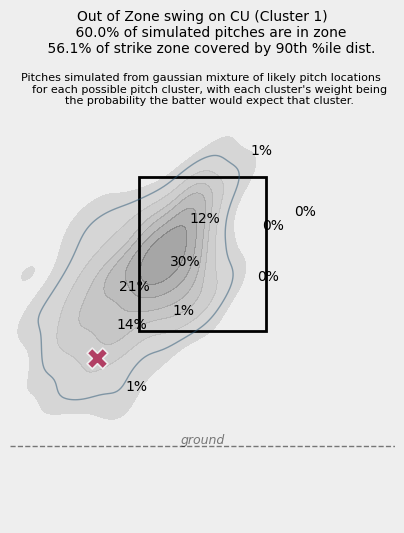 Out of Zone swing on CU (Cluster 1)
60.0% of simulated pitches are in zone
56.1% of strike zone covered by 90th %ile dist.
Pitches simulated from gaussian mixture of likely pitch locations
for each possible pitch cluster, with each cluster's weight being
the probability the batter would expect that cluster.
1%
12%
0%
0%
30%
0%
21%
1%
14%
1%
ground